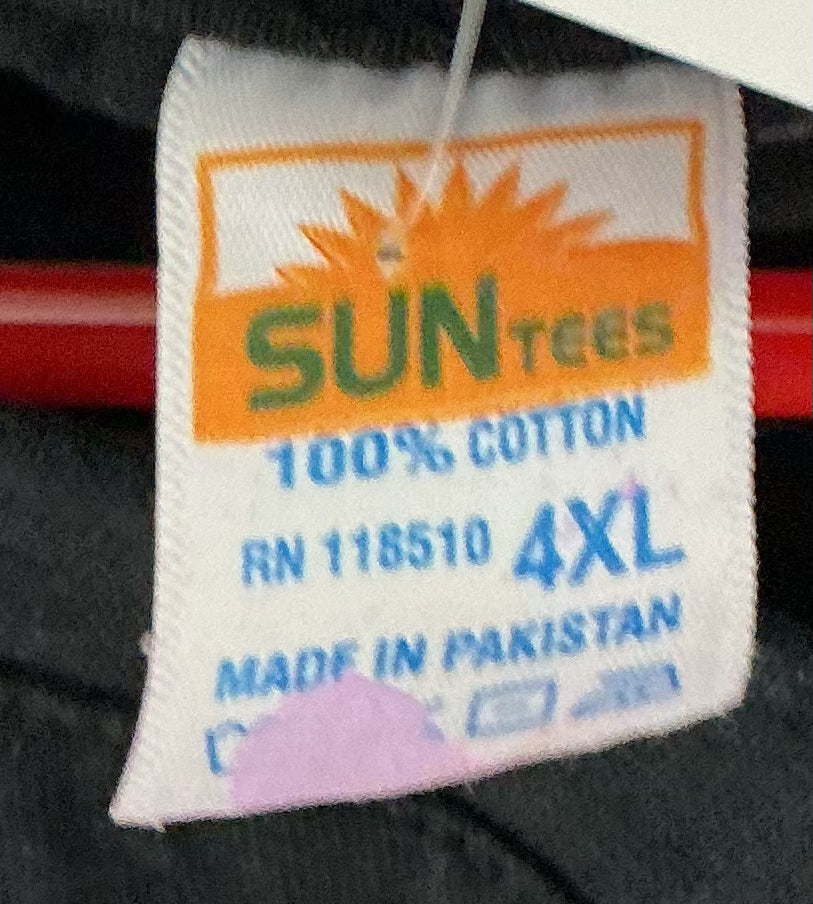 SUN TEES
100% COTTON
RN 118510 4XL
MADE IN PAKISTAN